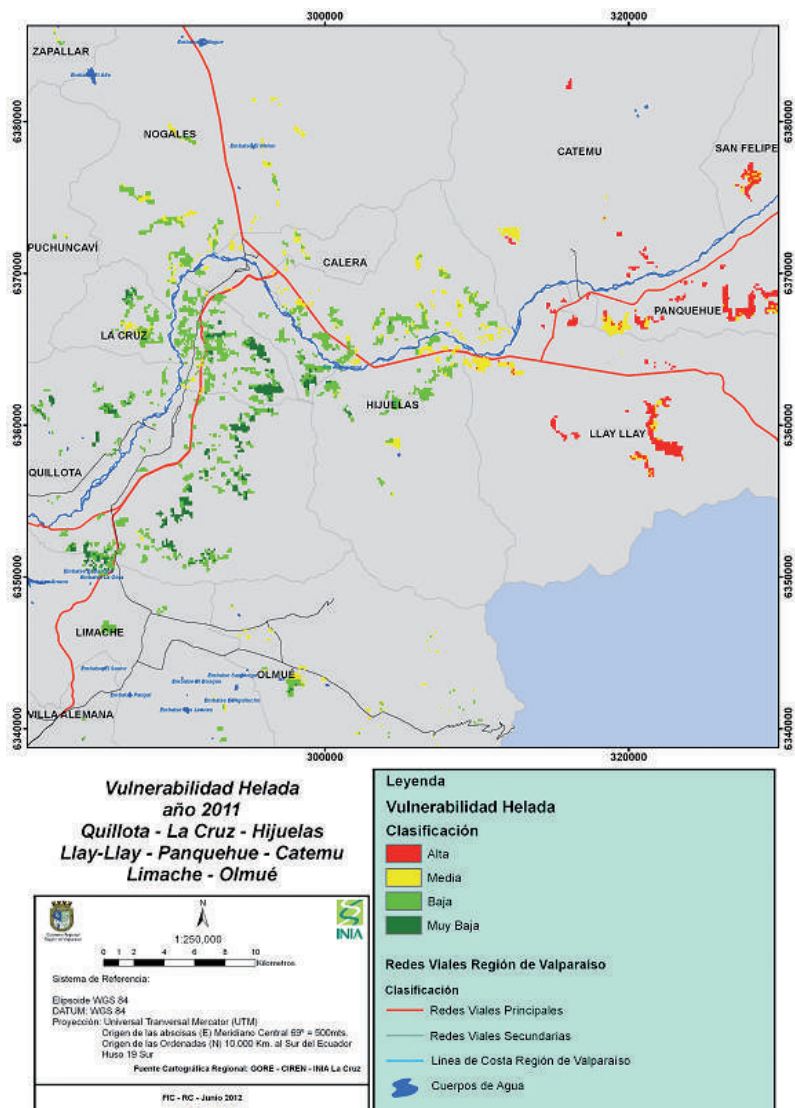 300000
320000
ZAPALLAR
6380000
6380000
NOGALES
CATEMU
SAN FELIPE
PUCHUNCAVÍ
CALERA
6370000
6370000
PANQUEHUE
LA CRUZ
HIJUELAS
6360000
6360000
LLAY LLAY
QUILLOTA
6350000
6350000
LIMACHE
OLMUÉ
VILLA ALEMANA
6340000
6340000
300000
320000
Vulnerabilidad Helada
año 2011
Quillota - La Cruz - Hijuelas
Llay-Llay - Panquehue - Catemu
Limache - Olmué
N
1:250,000
INIA
0 1 2 4 6 8 10
Kilometros
Sistema de Referencia:
Elipsoide WGS 84
DATUM: WGS 84
Proyección: Universal Tranversal Mercator (UTM)
Origen de las abscisas (E) Meridiano Central 69º = 500mts.
Origen de las Ordenadas (N) 10.000 Km. al Sur del Ecuador
Huso 19 Sur
Fuente Cartográfica Regional: GORE - CIREN - INIA La Cruz
FIC - RC - Junio 2012
Leyenda
Vulnerabilidad Helada
Clasificación
Alta
Media
Baja
Muy Baja
Redes Viales Región de Valparaíso
Clasificación
Redes Viales Principales
Redes Viales Secundarias
Linea de Costa Región de Valparaiso
Cuerpos de Agua